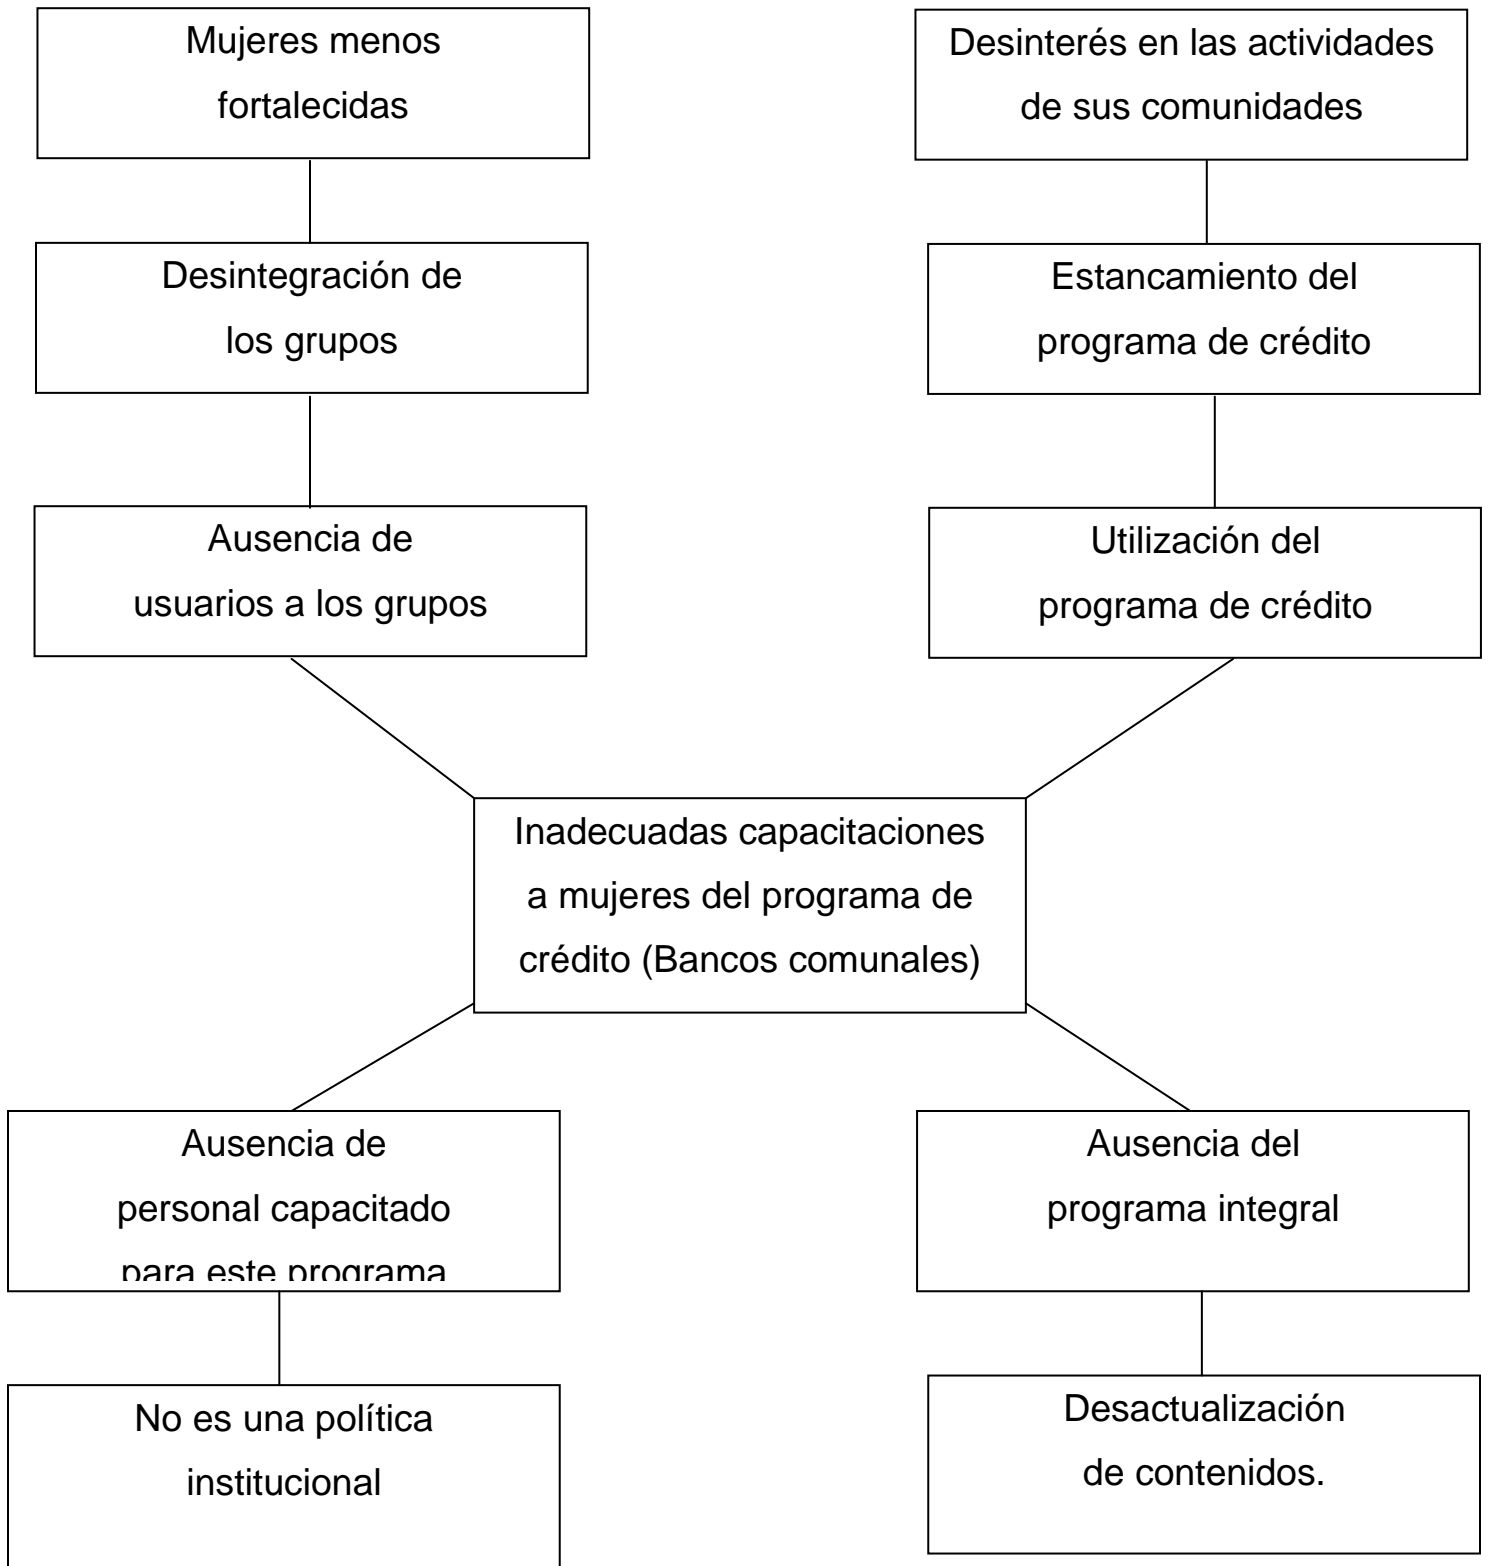 Mujeres menos
fortalecidas
Desinterés en las actividades
de sus comunidades
Desintegración de
los grupos
Estancamiento del
programa de crédito
Ausencia de
usuarios a los grupos
Utilización del
programa de crédito
Inadecuadas capacitaciones
a mujeres del programa de
crédito (Bancos comunales)
Ausencia de
personal capacitado
para este programa
Ausencia del
programa integral
No es una política
institucional
Desactualización
de contenidos.